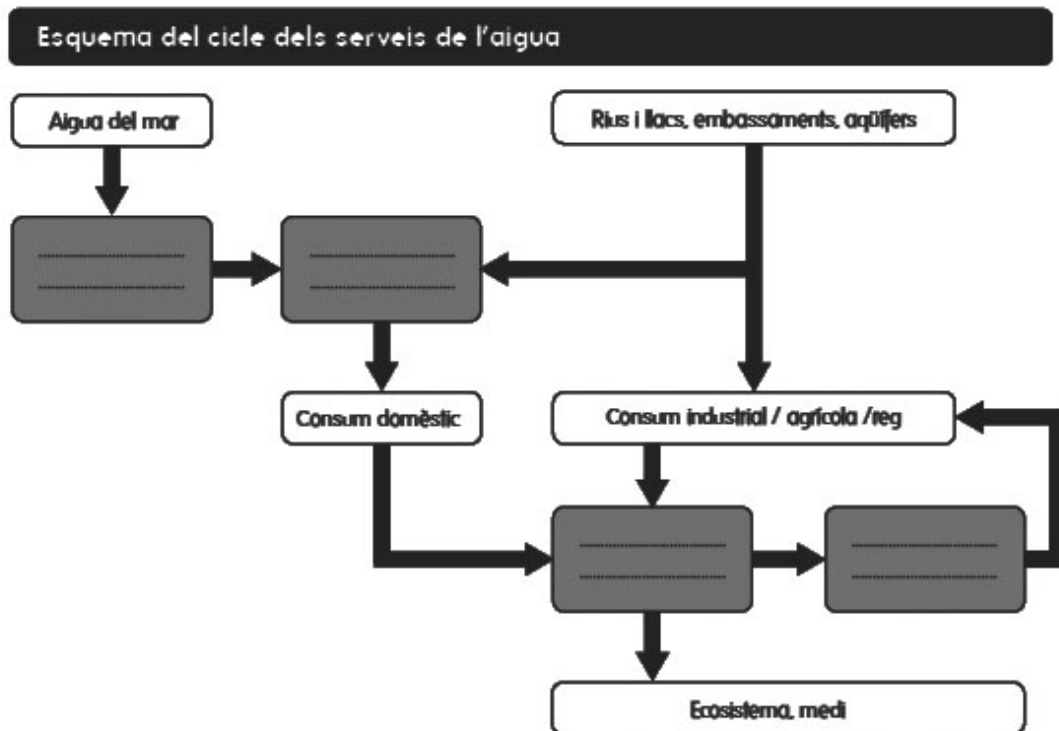 Esquema del cicle dels serveis de l'aigua
Aigua del mar
Rius i llacs, embassaments, aqüífers
Consum domèstic
Consum industrial / agrícola /reg
Ecosistema, medi